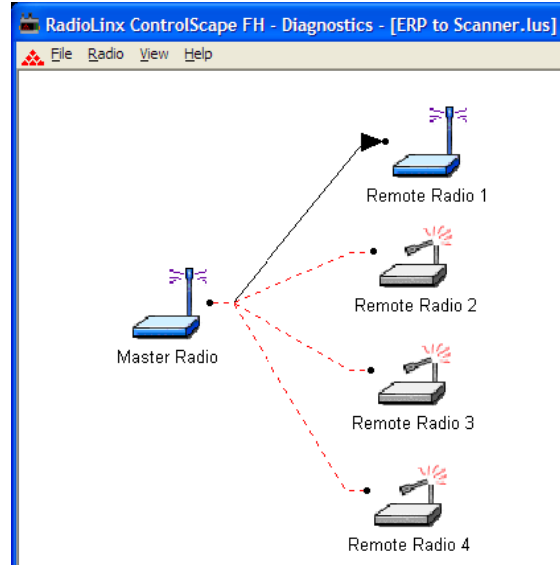 RadioLinx ControlScape FH - Diagnostics - [ERP to Scanner.lus]
File Radio View Help
Remote Radio 1
Remote Radio 2
Master Radio
Remote Radio 3
Remote Radio 4